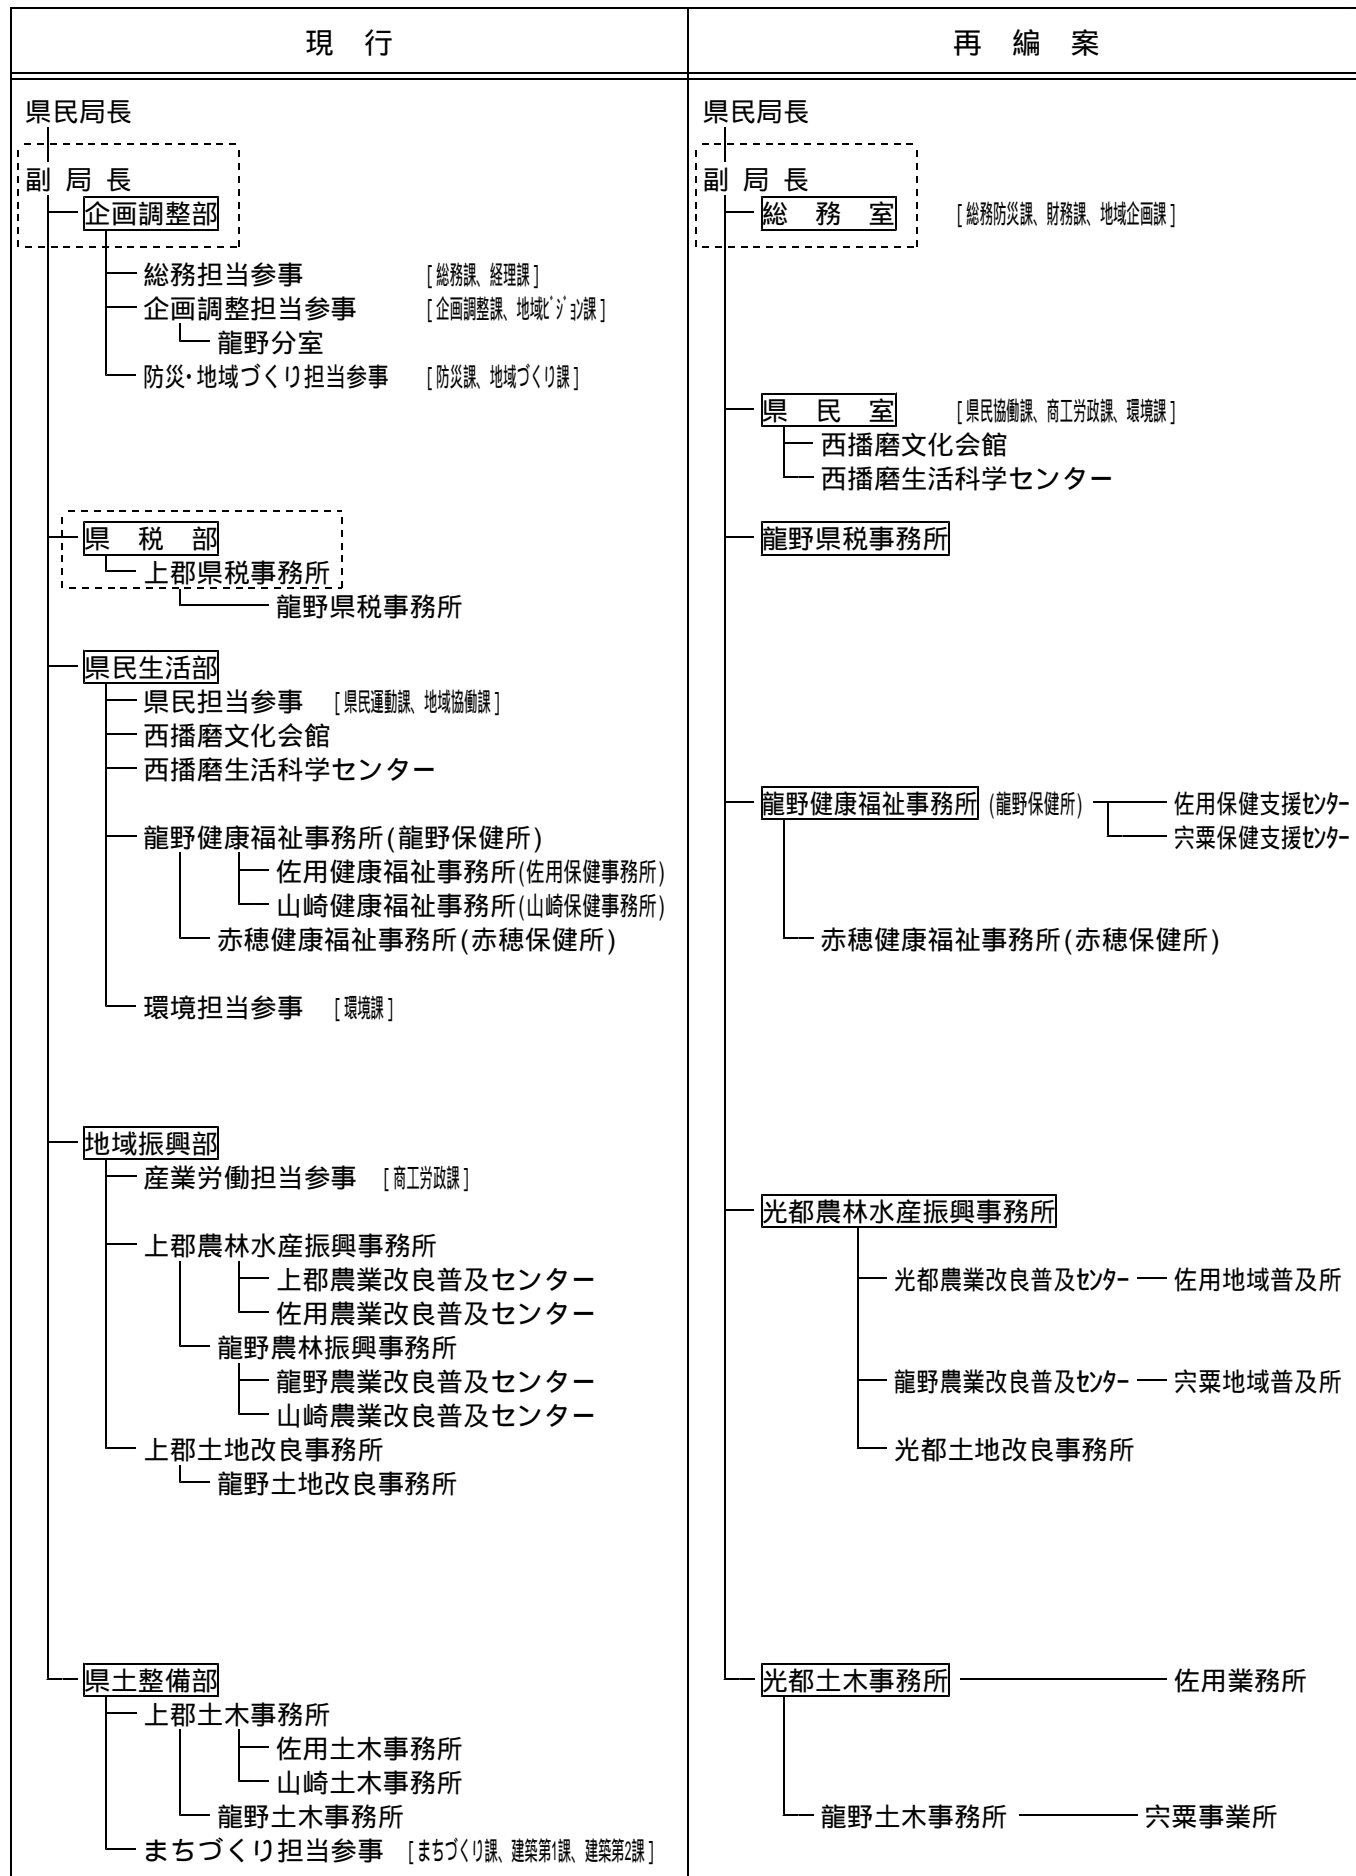 現 行
県民局長
副 局 長
企画調整部
総務担当参事 [総務課、経理課]
企画調整担当参事 [企画調整課、地域ﾋﾞｼﾞｮﾝ課]
龍野分室
防災・地域づくり担当参事 [防災課、地域づくり課]
県 税 部
上郡県税事務所
龍野県税事務所
県民生活部
県民担当参事 [県民運動課、地域協働課]
西播磨文化会館
西播磨生活科学センター
龍野健康福祉事務所(龍野保健所)
佐用健康福祉事務所(佐用保健事務所)
山崎健康福祉事務所(山崎保健事務所)
赤穂健康福祉事務所(赤穂保健所)
環境担当参事 [環境課]
地域振興部
産業労働担当参事 [商工労政課]
上郡農林水産振興事務所
上郡農業改良普及センター
佐用農業改良普及センター
龍野農林振興事務所
龍野農業改良普及センター
山崎農業改良普及センター
上郡土地改良事務所
龍野土地改良事務所
県土整備部
上郡土木事務所
佐用土木事務所
山崎土木事務所
龍野土木事務所
まちづくり担当参事 [まちづくり課、建築第1課、建築第2課]
再 編 案
県民局長
副 局 長
総 務 室 [総務防災課、財務課、地域企画課]
県 民 室 [県民協働課、商工労政課、環境課]
西播磨文化会館
西播磨生活科学センター
龍野県税事務所
龍野健康福祉事務所 (龍野保健所) 佐用保健支援ｾﾝﾀｰ
宍粟保健支援ｾﾝﾀｰ
赤穂健康福祉事務所(赤穂保健所)
光都農林水産振興事務所
光都農業改良普及ｾﾝﾀｰ 佐用地域普及所
龍野農業改良普及ｾﾝﾀｰ 宍粟地域普及所
光都土地改良事務所
光都土木事務所 佐用業務所
龍野土木事務所 宍粟事業所